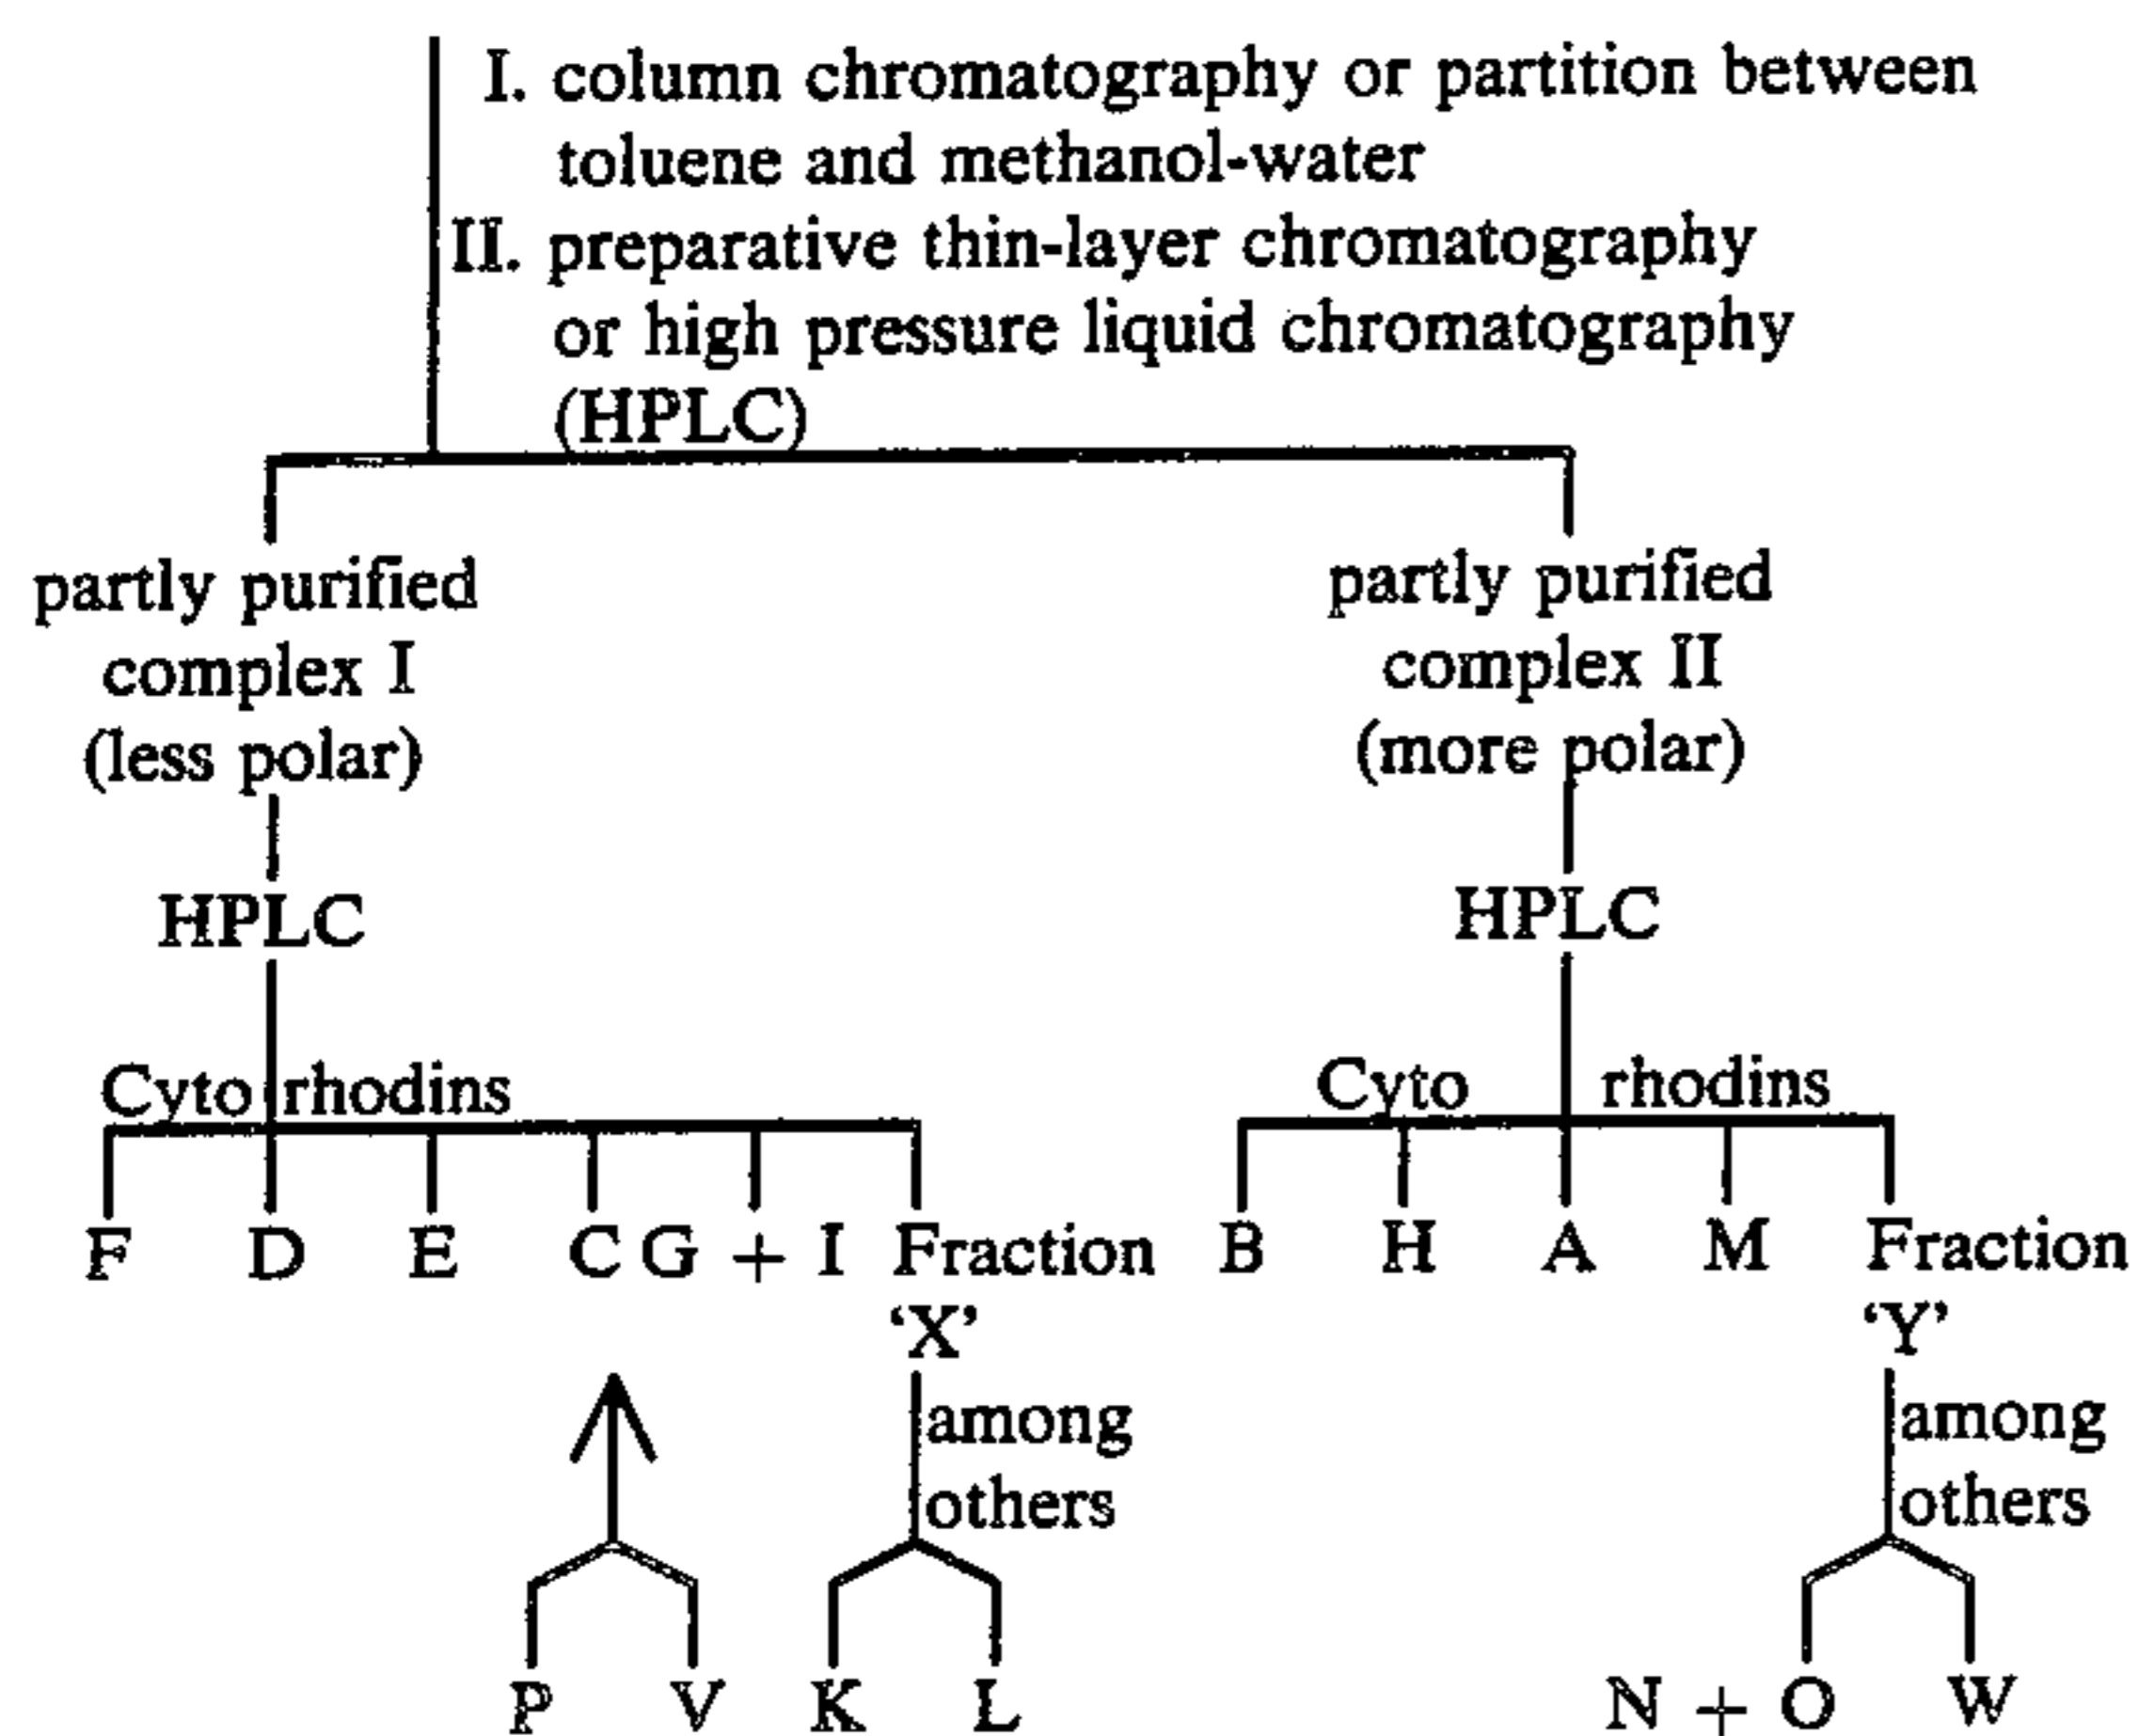 I. column chromatography or partition between
toluene and methanol-water
II. preparative thin-layer chromatography
or high pressure liquid chromatography
(HPLC)
partly purified
complex I
(less polar)
partly purified
complex II
(more polar)
HPLC
HPLC
Cyto rhodins
Cyto rhodins
F D E C G + I Fraction
'X'
B H A M Fraction
'Y'
among
others
among
others
P V K L
N + O W